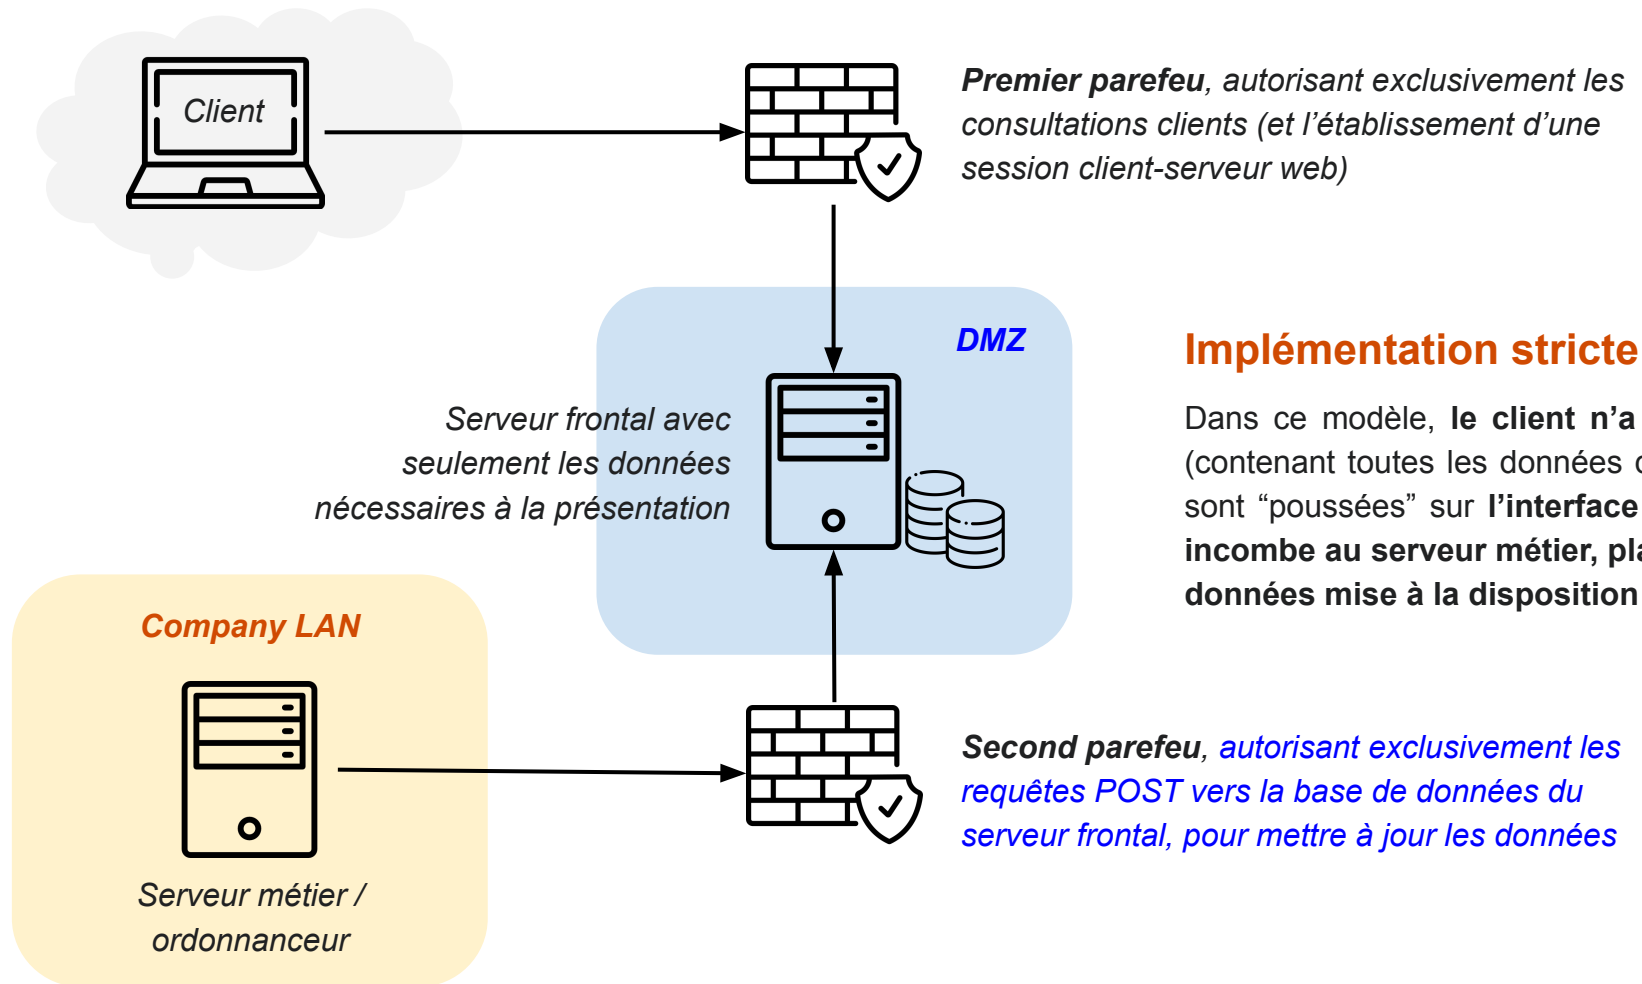 Client
Premier parefeu, autorisant exclusivement les
consultations clients (et l’établissement d’une
session client-serveur web)
DMZ
Serveur frontal avec
seulement les données
nécessaires à la présentation
Implémentation stricte
Dans ce modèle, le client n’a
(contenant toutes les données
sont “poussées” sur l’interface
incombe au serveur métier,
données mise à la disposition
Company LAN
Serveur métier /
ordonnanceur
Second parefeu, autorisant exclusivement les
requêtes POST vers la base de données du
serveur frontal, pour mettre à jour les données